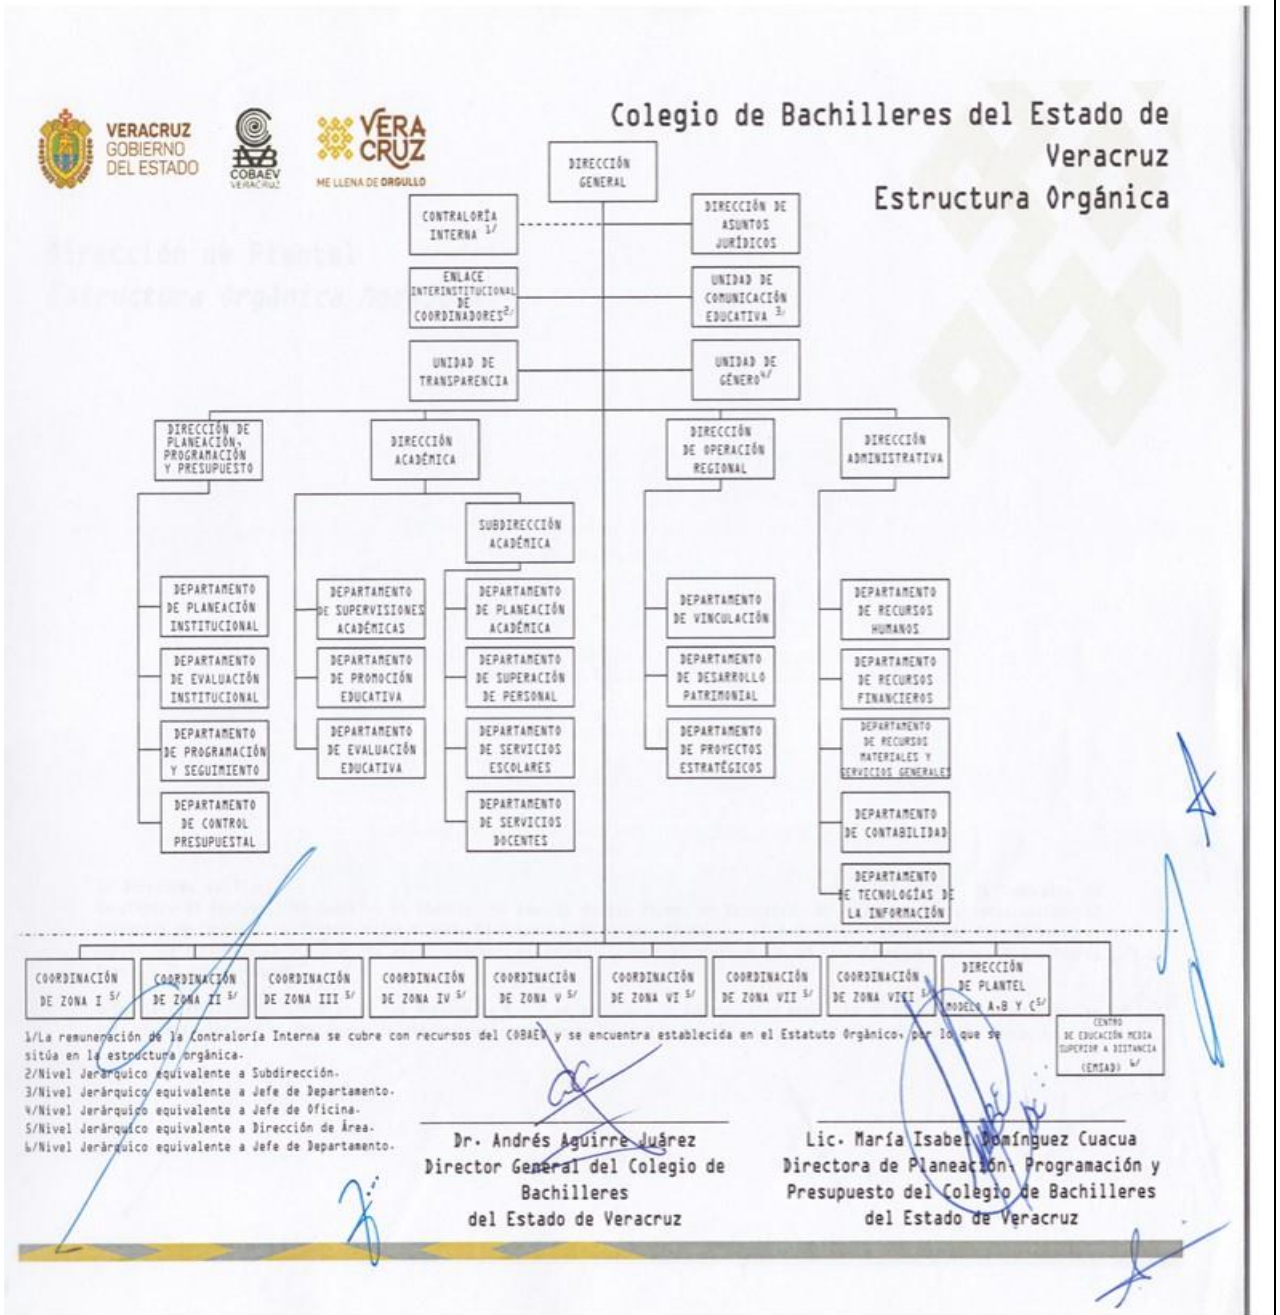 VERACRUZ
GOBIERNO
DEL ESTADO
COBAEV
VERACRUZ
VERA
CRUZ
ME LLENA DE ORGULLO
Colegio de Bachilleres del Estado de
Veracruz
Estructura Orgánica
DIRECCIÓN
GENERAL
CONTRALORÍA
INTERNA 1/
DIRECCIÓN DE
ASUNTOS
JURÍDICOS
ENLACE
INTERINSTITUCIONAL
DE
COORDINADORES 2/
UNIDAD DE
COMUNICACIÓN
EDUCATIVA 3/
UNIDAD DE
TRANSPARENCIA
UNIDAD DE
GÉNERO 4/
DIRECCIÓN DE
PLANEACIÓN,
PROGRAMACIÓN
Y PRESUPUESTO
DIRECCIÓN
ACADÉMICA
DIRECCIÓN
DE OPERACIÓN
REGIONAL
DIRECCIÓN
ADMINISTRATIVA
SUBDIRECCIÓN
ACADÉMICA
DEPARTAMENTO
DE PLANEACIÓN
INSTITUCIONAL
DEPARTAMENTO
DE SUPERVISIONES
ACADÉMICAS
DEPARTAMENTO
DE PLANEACIÓN
ACADÉMICA
DEPARTAMENTO
DE VINCULACIÓN
DEPARTAMENTO
DE RECURSOS
HUMANOS
DEPARTAMENTO
DE EVALUACIÓN
INSTITUCIONAL
DEPARTAMENTO
DE PROMOCIÓN
EDUCATIVA
DEPARTAMENTO
DE SUPERACIÓN
DE PERSONAL
DEPARTAMENTO
DE DESARROLLO
PATRIMONIAL
DEPARTAMENTO
DE RECURSOS
FINANCIEROS
DEPARTAMENTO
DE PROGRAMACIÓN
Y SEGUIMIENTO
DEPARTAMENTO
DE EVALUACIÓN
EDUCATIVA
DEPARTAMENTO
DE SERVICIOS
ESCOLARES
DEPARTAMENTO
DE PROYECTOS
ESTRATÉGICOS
DEPARTAMENTO
DE RECURSOS
MATERIALES Y
SERVICIOS GENERALES
DEPARTAMENTO
DE CONTROL
PRESUPUESTAL
DEPARTAMENTO
DE SERVICIOS
DOCENTES
DEPARTAMENTO
DE CONTABILIDAD
DEPARTAMENTO
DE TECNOLOGÍAS DE
LA INFORMACIÓN
COORDINACIÓN
DE ZONA I 5/
COORDINACIÓN
DE ZONA II 5/
COORDINACIÓN
DE ZONA III 5/
COORDINACIÓN
DE ZONA IV 5/
COORDINACIÓN
DE ZONA V 5/
COORDINACIÓN
DE ZONA VI 5/
COORDINACIÓN
DE ZONA VII 5/
COORDINACIÓN
DE ZONA VIII 5/
DIRECCIÓN
DE PLANTEL
MODELO A,B Y C 5/
CENTRO
DE EDUCACIÓN MEDIA
SUPERIOR A DISTANCIA
(EMSAD) 6/
1/La remuneración de la Contraloría Interna se cubre con recursos del COBAEV y se encuentra establecida en el Estatuto Orgánico, por lo que se
sitúa en la estructura orgánica.
2/Nivel Jerárquico equivalente a Subdirección.
3/Nivel Jerárquico equivalente a Jefe de Departamento.
4/Nivel Jerárquico equivalente a Jefe de Oficina.
5/Nivel Jerárquico equivalente a Dirección de Área.
6/Nivel Jerárquico equivalente a Jefe de Departamento.
Dr. Andrés Aguirre Juárez
Director General del Colegio de
Bachilleres
del Estado de Veracruz
Lic. María Isabel Domínguez Cuacua
Directora de Planeación, Programación y
Presupuesto del Colegio de Bachilleres
del Estado de Veracruz